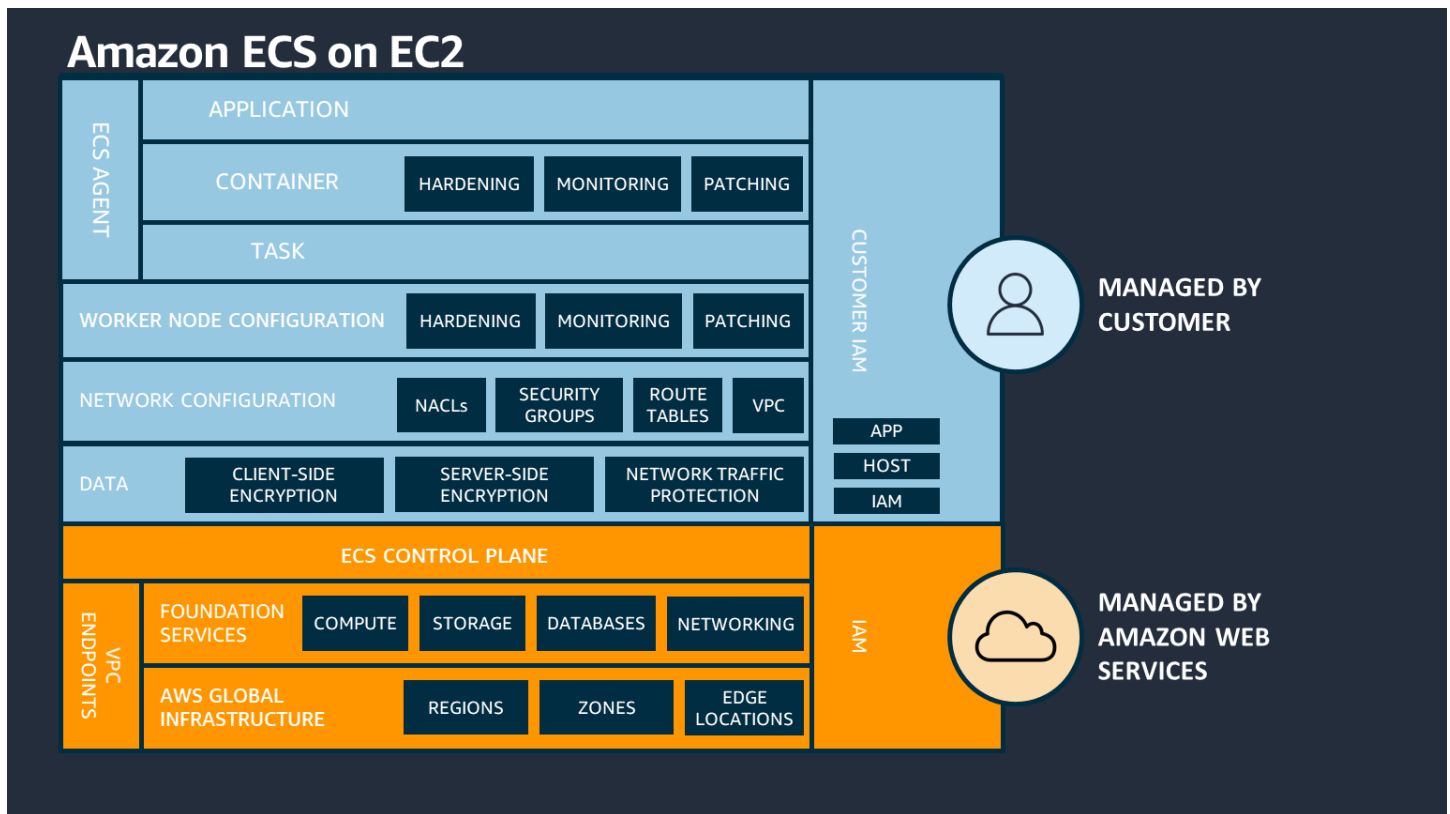 Amazon ECS on EC2
ECS AGENT
APPLICATION
CONTAINER
HARDENING
MONITORING
PATCHING
TASK
WORKER NODE CONFIGURATION
HARDENING
MONITORING
PATCHING
NETWORK CONFIGURATION
NACLs
SECURITY
GROUPS
ROUTE
TABLES
VPC
DATA
CLIENT-SIDE
ENCRYPTION
SERVER-SIDE
ENCRYPTION
NETWORK TRAFFIC
PROTECTION
CUSTOMER IAM
APP
HOST
IAM
MANAGED BY
CUSTOMER
ECS CONTROL PLANE
VPC
ENDPOINTS
FOUNDATION
SERVICES
COMPUTE
STORAGE
DATABASES
NETWORKING
AWS GLOBAL
INFRASTRUCTURE
REGIONS
ZONES
EDGE
LOCATIONS
IAM
MANAGED BY
AMAZON WEB
SERVICES